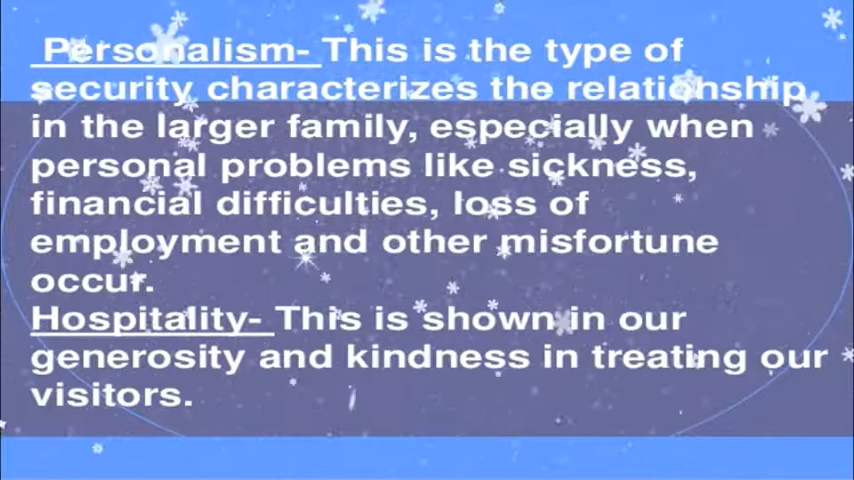 Personalism- This is the type of
security characterizes the relationship
in the larger family, especially when
personal problems like sickness,
financial difficulties, loss of
employment and other misfortune
occur.
Hospitality- This is shown in our
generosity and kindness in treating our
visitors.